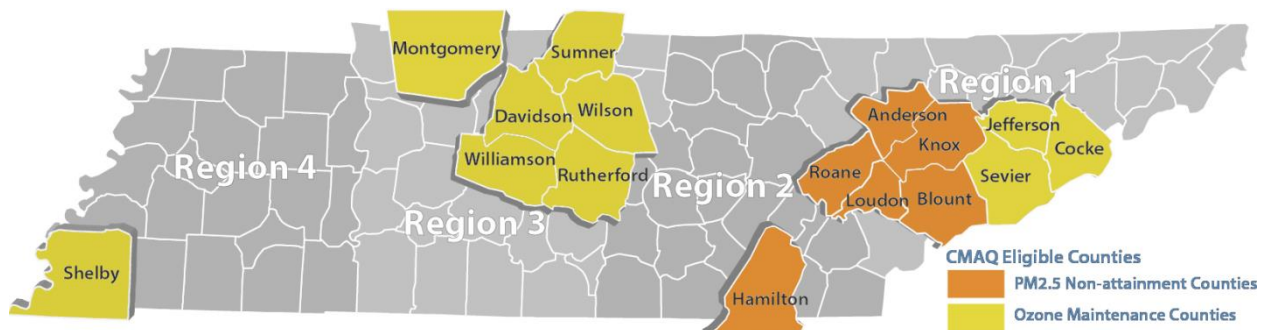 Montgomery
Sumner
Region 1
Davidson
Wilson
Anderson
Jefferson
Knox
Cocke
Williamson
Rutherford
Region 4
Region 2
Roane
Sevier
Loudon
Blount
Region 3
Shelby
Hamilton
CMAQ Eligible Counties
PM2.5 Non-attainment Counties
Ozone Maintenance Counties